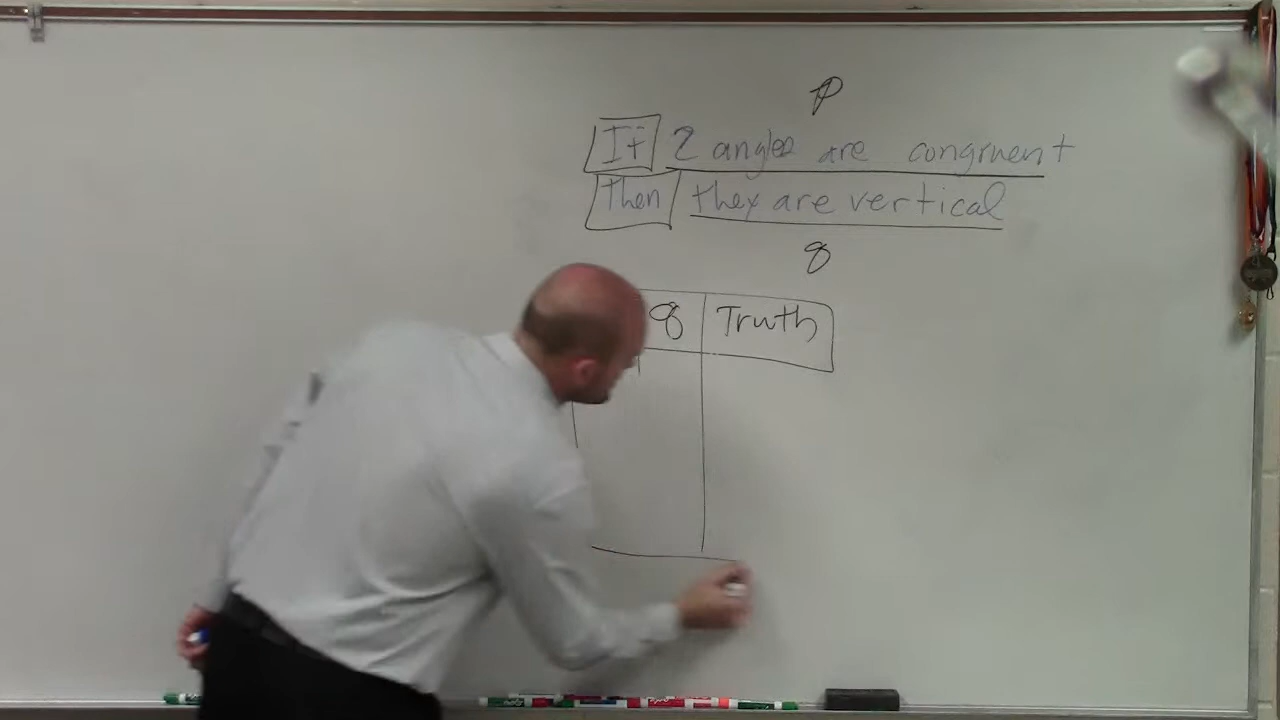 p
If 2 angles are congruent
then they are vertical
q
q Truth